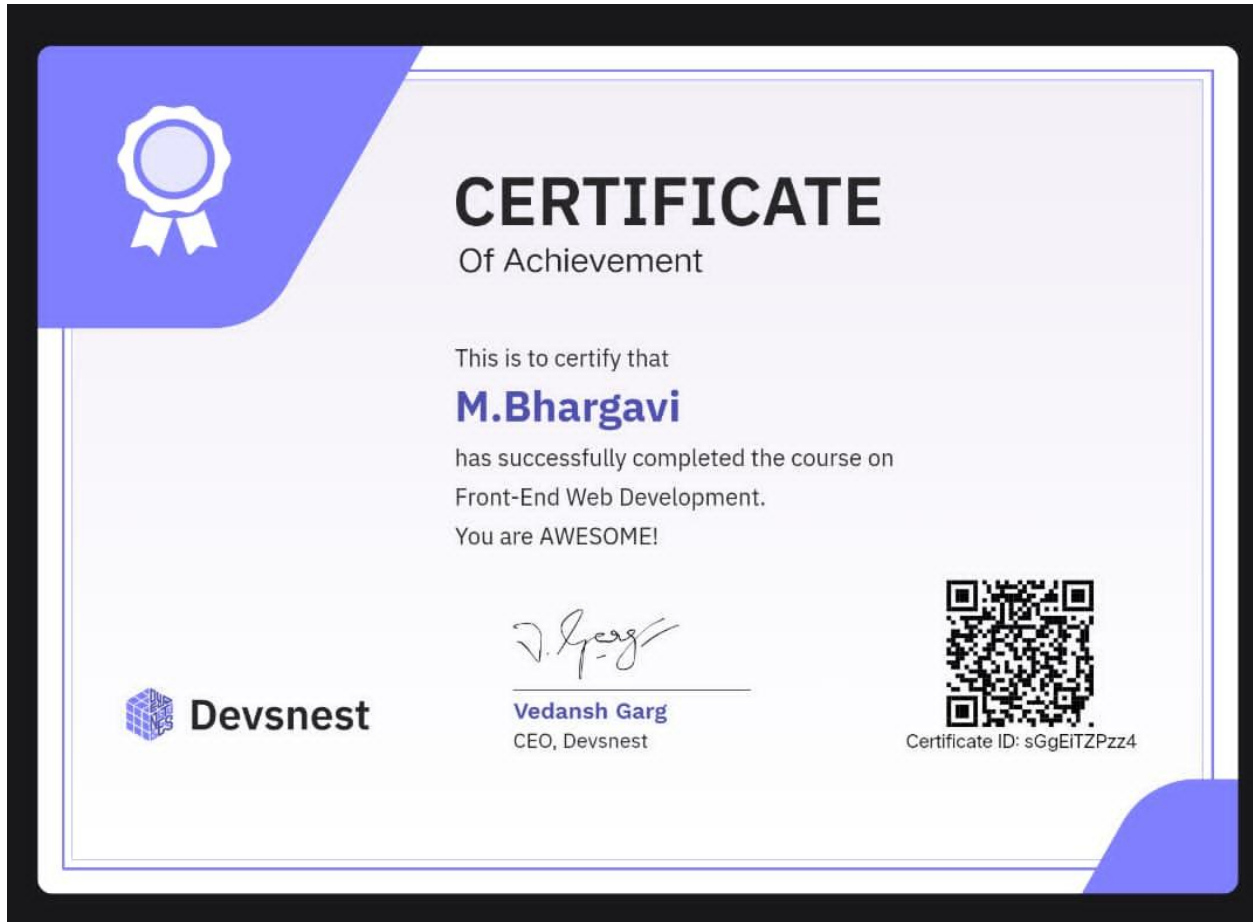 CERTIFICATE
Of Achievement
This is to certify that
M.Bhargavi
has successfully completed the course on
Front-End Web Development.
You are AWESOME!
V. Garg
Vedansh Garg
CEO, Devsnest
Devsnest
Certificate ID: sGgEiTZPzz4